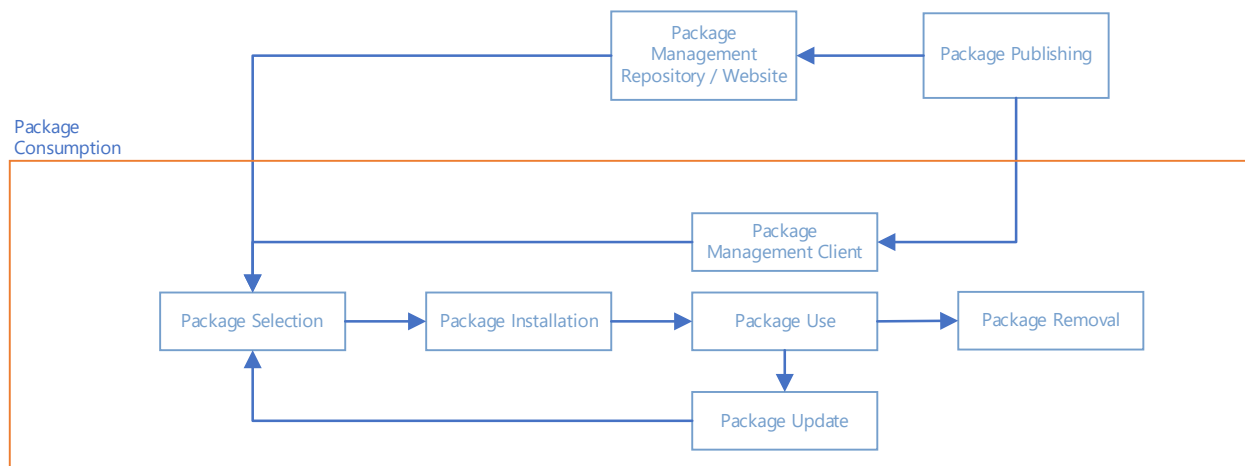 Package
Management
Repository / Website
Package Publishing
Package
Consumption
Package
Management Client
Package Selection
Package Installation
Package Use
Package Removal
Package Update